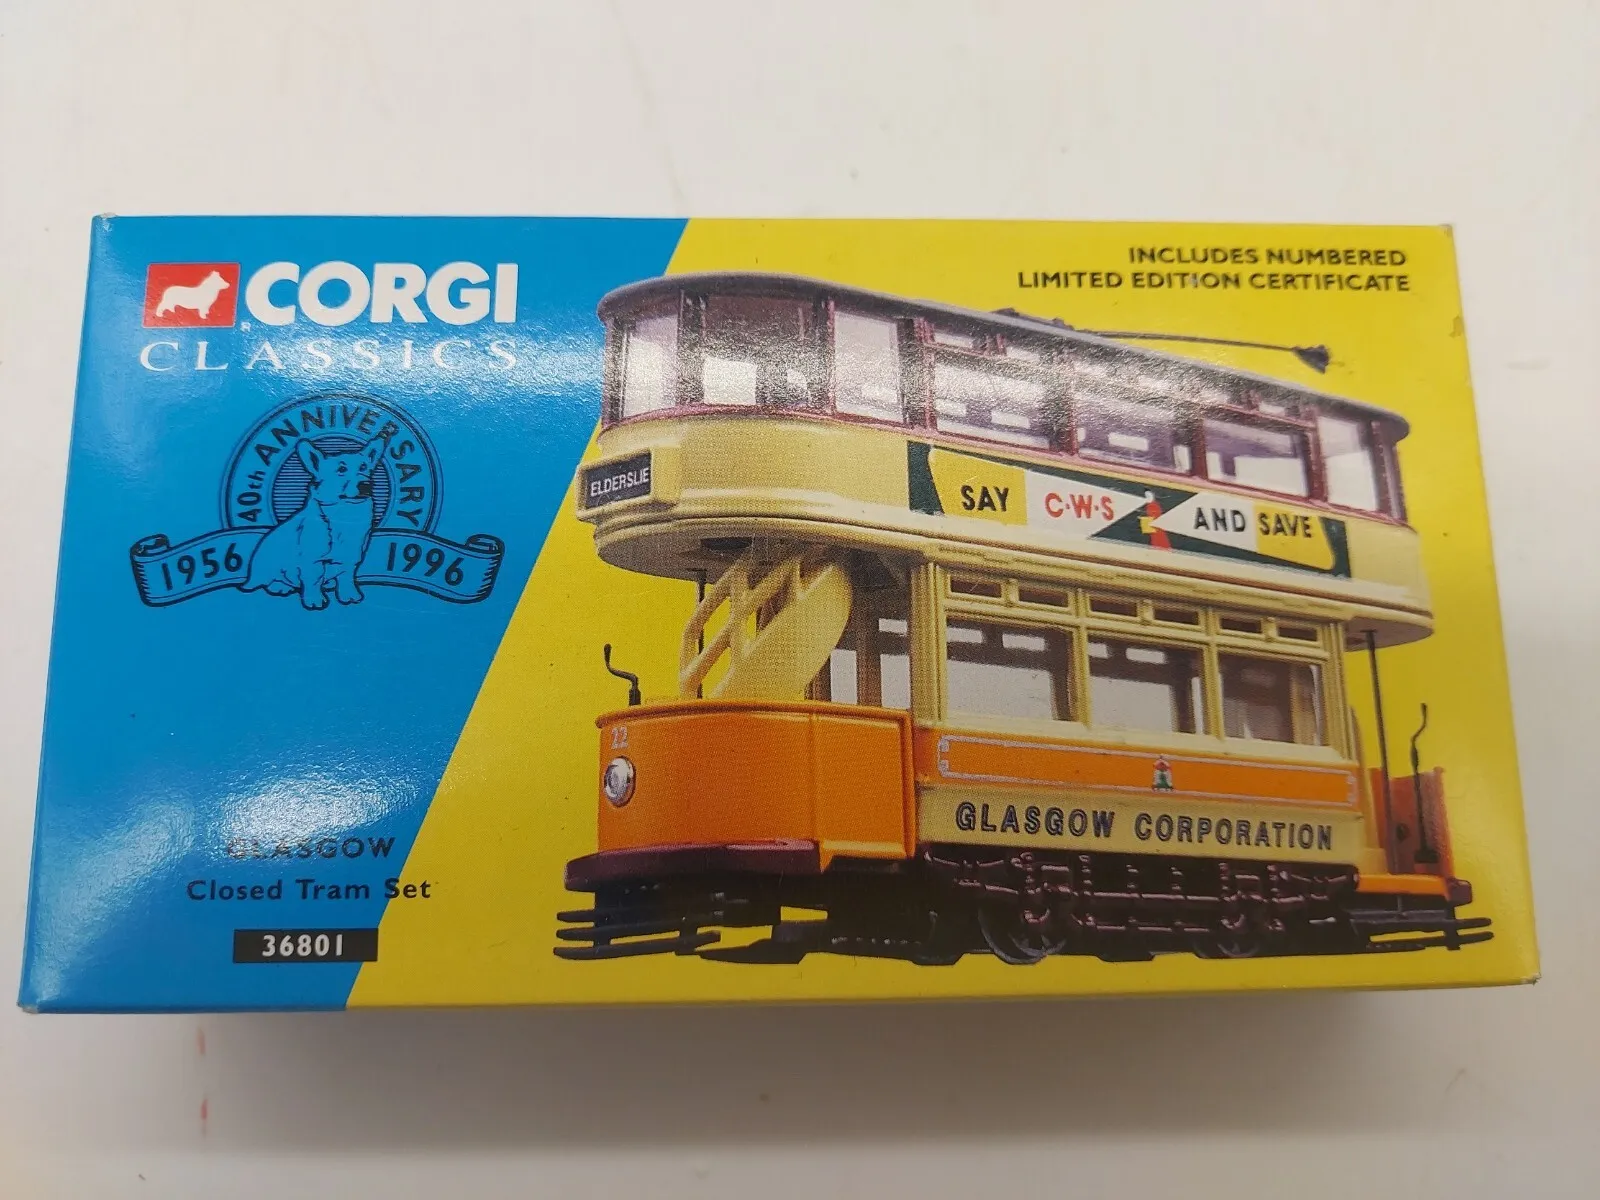 CORGI
CLASSICS
40th ANNIVERSARY
1956 1996
GLASGOW
Closed Tram Set
36801
INCLUDES NUMBERED
LIMITED EDITION CERTIFICATE
ELDERSLIE
SAY C·W·S AND SAVE
22
GLASGOW CORPORATION